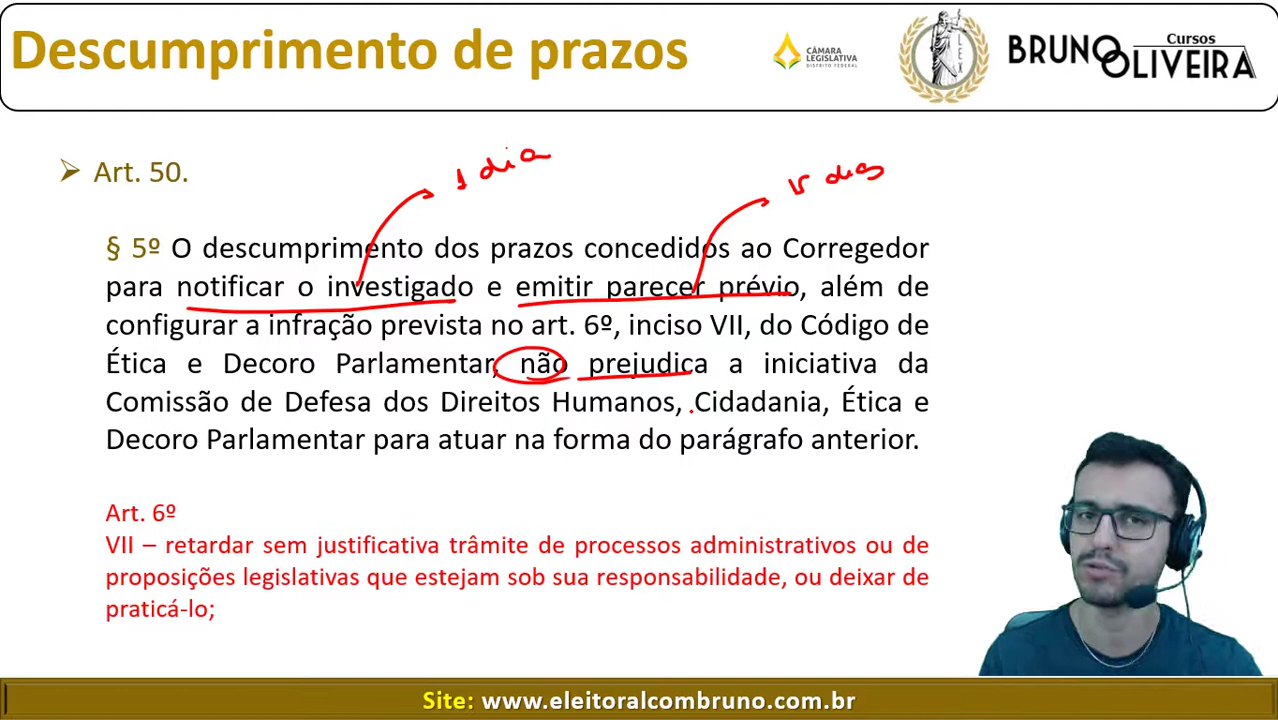 Descumprimento de prazos
CÂMARA
LEGISLATIVA
DISTRITO FEDERAL
LEX
Cursos
BRUNO
OLIVEIRA
Art. 50.
1 dia
15 dias
§ 5º O descumprimento dos prazos concedidos ao Corregedor
para notificar o investigado e emitir parecer prévio, além de
configurar a infração prevista no art. 6º, inciso VII, do Código de
Ética e Decoro Parlamentar, não prejudica a iniciativa da
Comissão de Defesa dos Direitos Humanos, Cidadania, Ética e
Decoro Parlamentar para atuar na forma do parágrafo anterior.
Art. 6º
VII – retardar sem justificativa trâmite de processos administrativos ou de
proposições legislativas que estejam sob sua responsabilidade, ou deixar de
praticá-lo;
Site: www.eleitoralcombruno.com.br